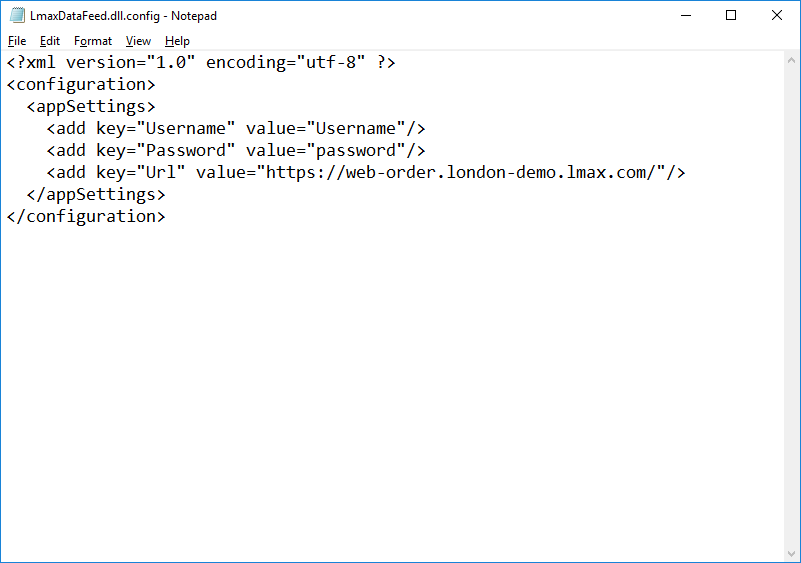 LmaxDataFeed.dll.config - Notepad
File Edit Format View Help
<?xml version="1.0" encoding="utf-8" ?>
<configuration>
  <appSettings>
    <add key="Username" value="Username"/>
    <add key="Password" value="password"/>
    <add key="Url" value="https://web-order.london-demo.lmax.com/"/>
  </appSettings>
</configuration>